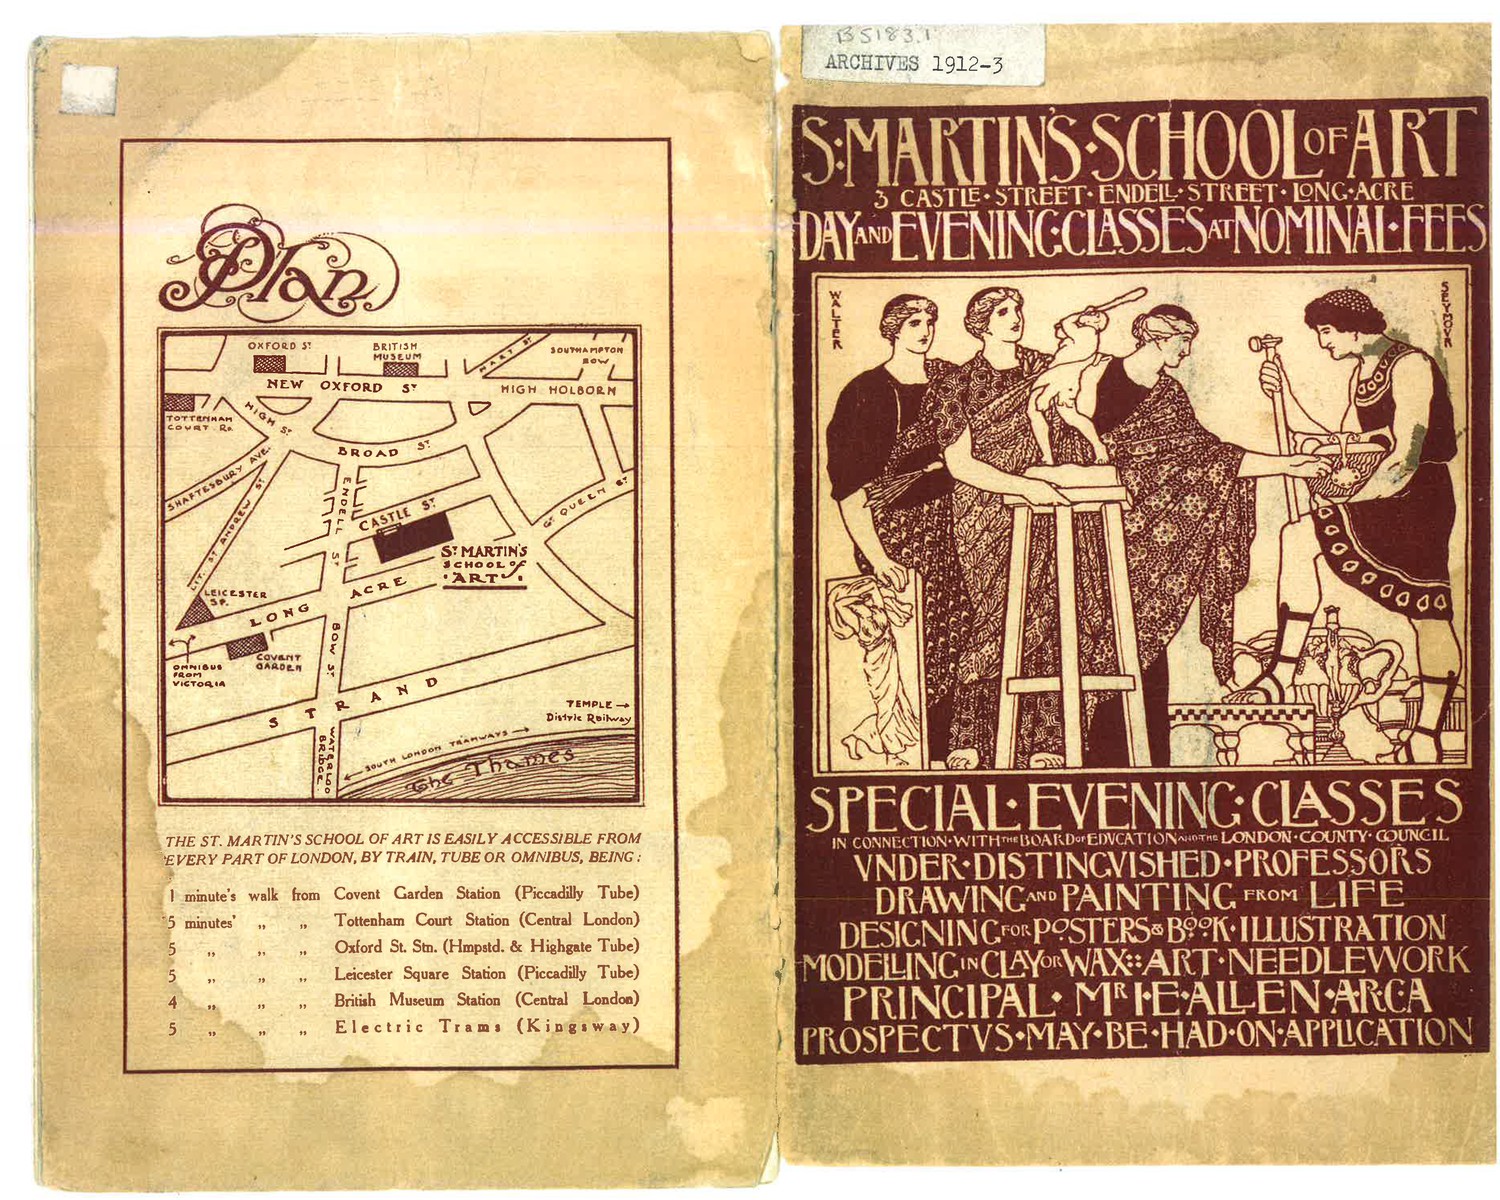 Plan
OXFORD ST
BRITISH
MUSEUM
HART ST
SOUTHAMPTON
ROW
NEW OXFORD ST
HIGH HOLBORN
TOTTENHAM
COURT Rd.
HIGH ST
BROAD ST
SHAFTESBURY AVE.
LIT. ST ANDREW ST
ENDELL ST
CASTLE ST
GT QUEEN ST
ST MARTIN'S
SCHOOL of
ART
LEICESTER
SQ.
LONG ACRE
BOW ST
COVENT
GARDEN
OMNIBUS
FROM
VICTORIA
STRAND
TEMPLE →
Distric Railway
WATERLOO
BRIDGE.
← SOUTH LONDON TRAMWAYS →
The Thames
THE ST. MARTIN'S SCHOOL OF ART IS EASILY ACCESSIBLE FROM
EVERY PART OF LONDON, BY TRAIN, TUBE OR OMNIBUS, BEING:
1 minute's walk from Covent Garden Station (Piccadilly Tube)
5 minutes' „ „ Tottenham Court Station (Central London)
5 „ „ „ Oxford St. Stn. (Hmpstd. & Highgate Tube)
5 „ „ „ Leicester Square Station (Piccadilly Tube)
4 „ „ „ British Museum Station (Central London)
5 „ „ „ Electric Trams (Kingsway)
B5183.1
ARCHIVES 1912-3
S:MARTIN'S·SCHOOL OF ART
3 CASTLE·STREET·ENDELL·STREET·LONG·ACRE
DAY AND EVENING:CLASSES AT NOMINAL·FEES
WALTER
SEYMOVR
SPECIAL·EVENING:CLASSES
IN CONNECTION·WITH THE BOARD OF EDVCATION AND THE LONDON·COUNTY·COUNCIL
VNDER·DISTINGVISHED·PROFESSORS
DRAWING AND PAINTING FROM LIFE
DESIGNING FOR POSTERS & BOOK·ILLUSTRATION
MODELLING IN CLAY OR WAX::ART·NEEDLEWORK
PRINCIPAL·MR J·E·ALLEN·A·R·C·A
PROSPECTVS·MAY·BE·HAD·ON·APPLICATION